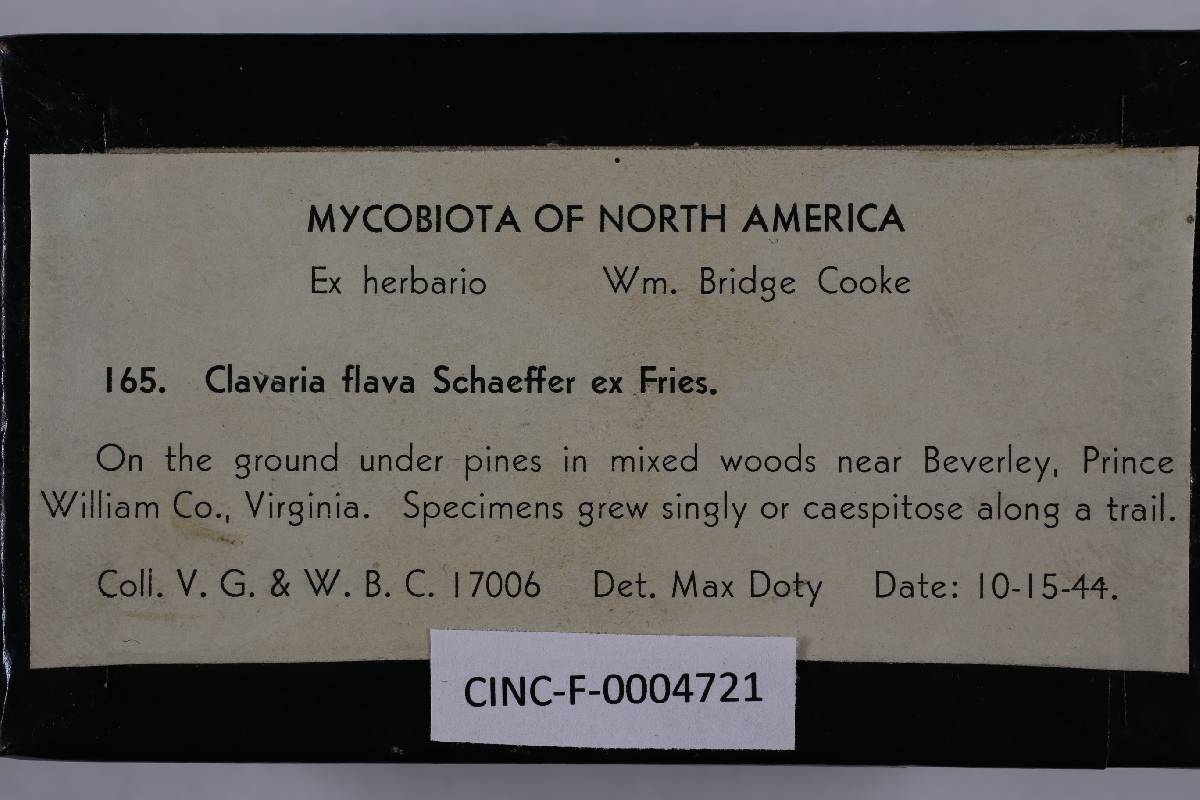 MYCOBIOTA OF NORTH AMERICA
Ex herbario Wm. Bridge Cooke
165. Clavaria flava Schaeffer ex Fries.
On the ground under pines in mixed woods near Beverley, Prince
William Co., Virginia. Specimens grew singly or caespitose along a trail.
Coll. V. G. & W. B. C. 17006 Det. Max Doty Date: 10-15-44.
CINC-F-0004721